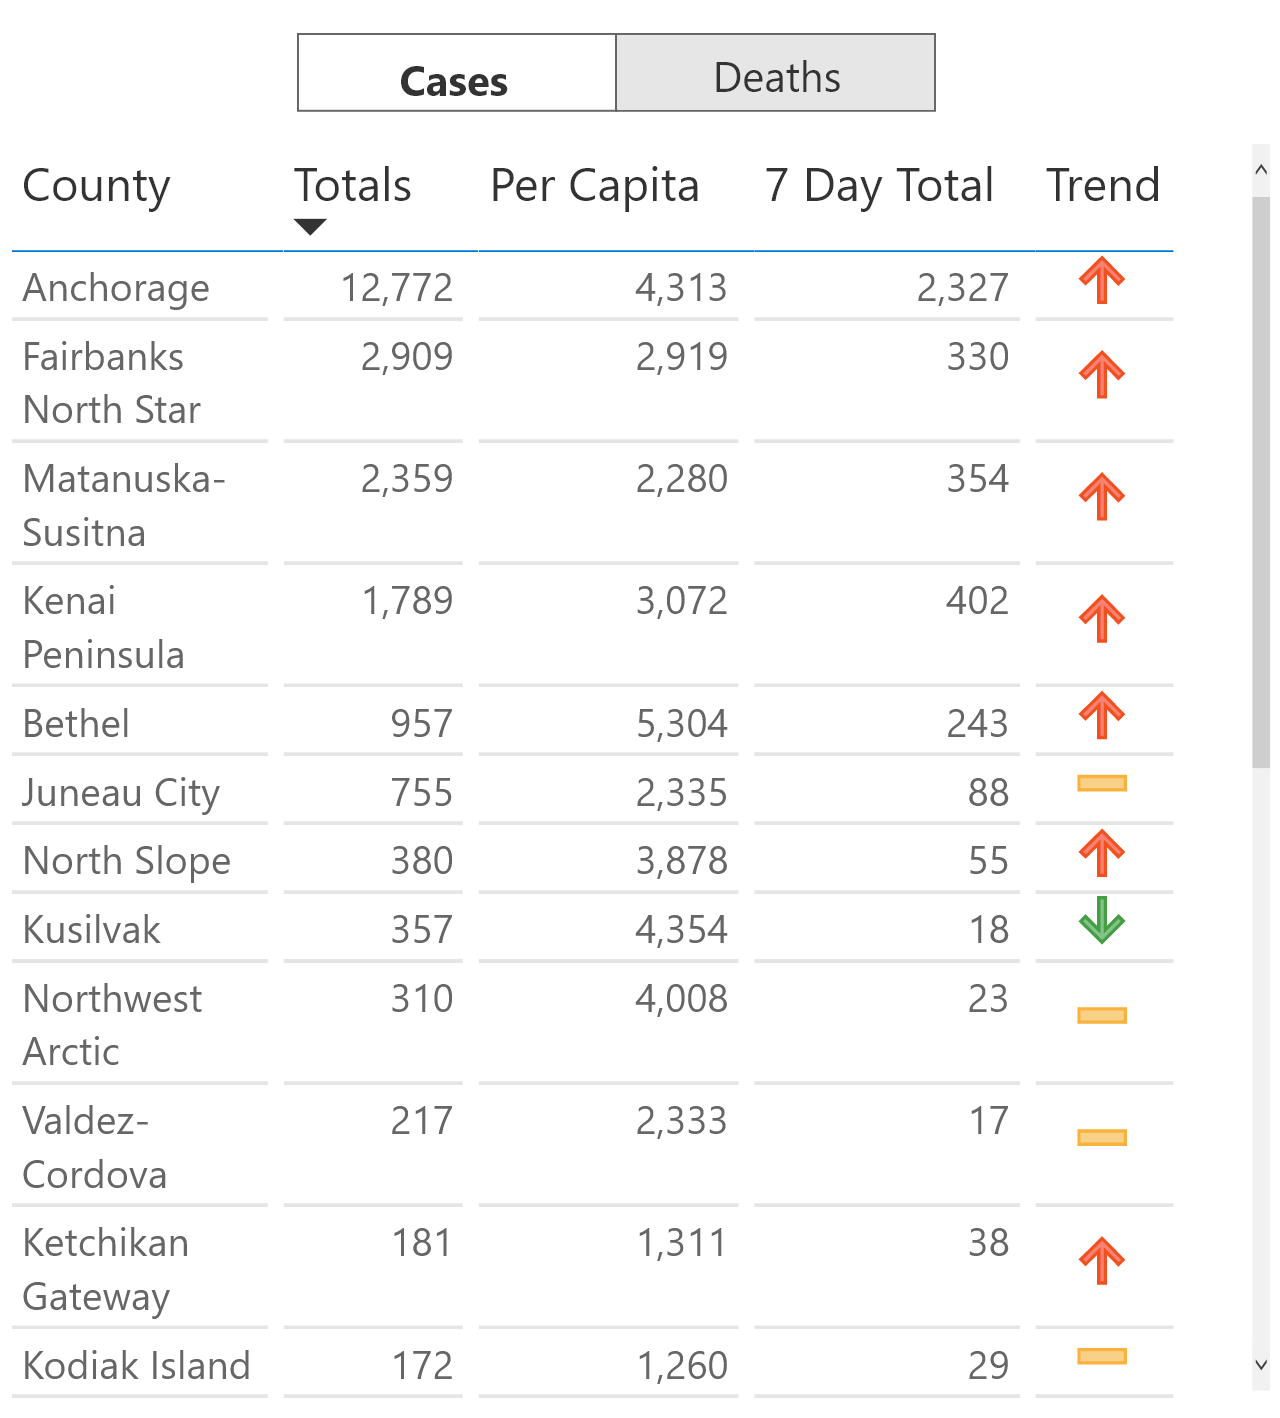 Cases Deaths
County Totals Per Capita 7 Day Total Trend
Anchorage 12,772 4,313 2,327
Fairbanks 2,909 2,919 330
North Star
Matanuska- 2,359 2,280 354
Susitna
Kenai 1,789 3,072 402
Peninsula
Bethel 957 5,304 243
Juneau City 755 2,335 88
North Slope 380 3,878 55
Kusilvak 357 4,354 18
Northwest 310 4,008 23
Arctic
Valdez- 217 2,333 17
Cordova
Ketchikan 181 1,311 38
Gateway
Kodiak Island 172 1,260 29